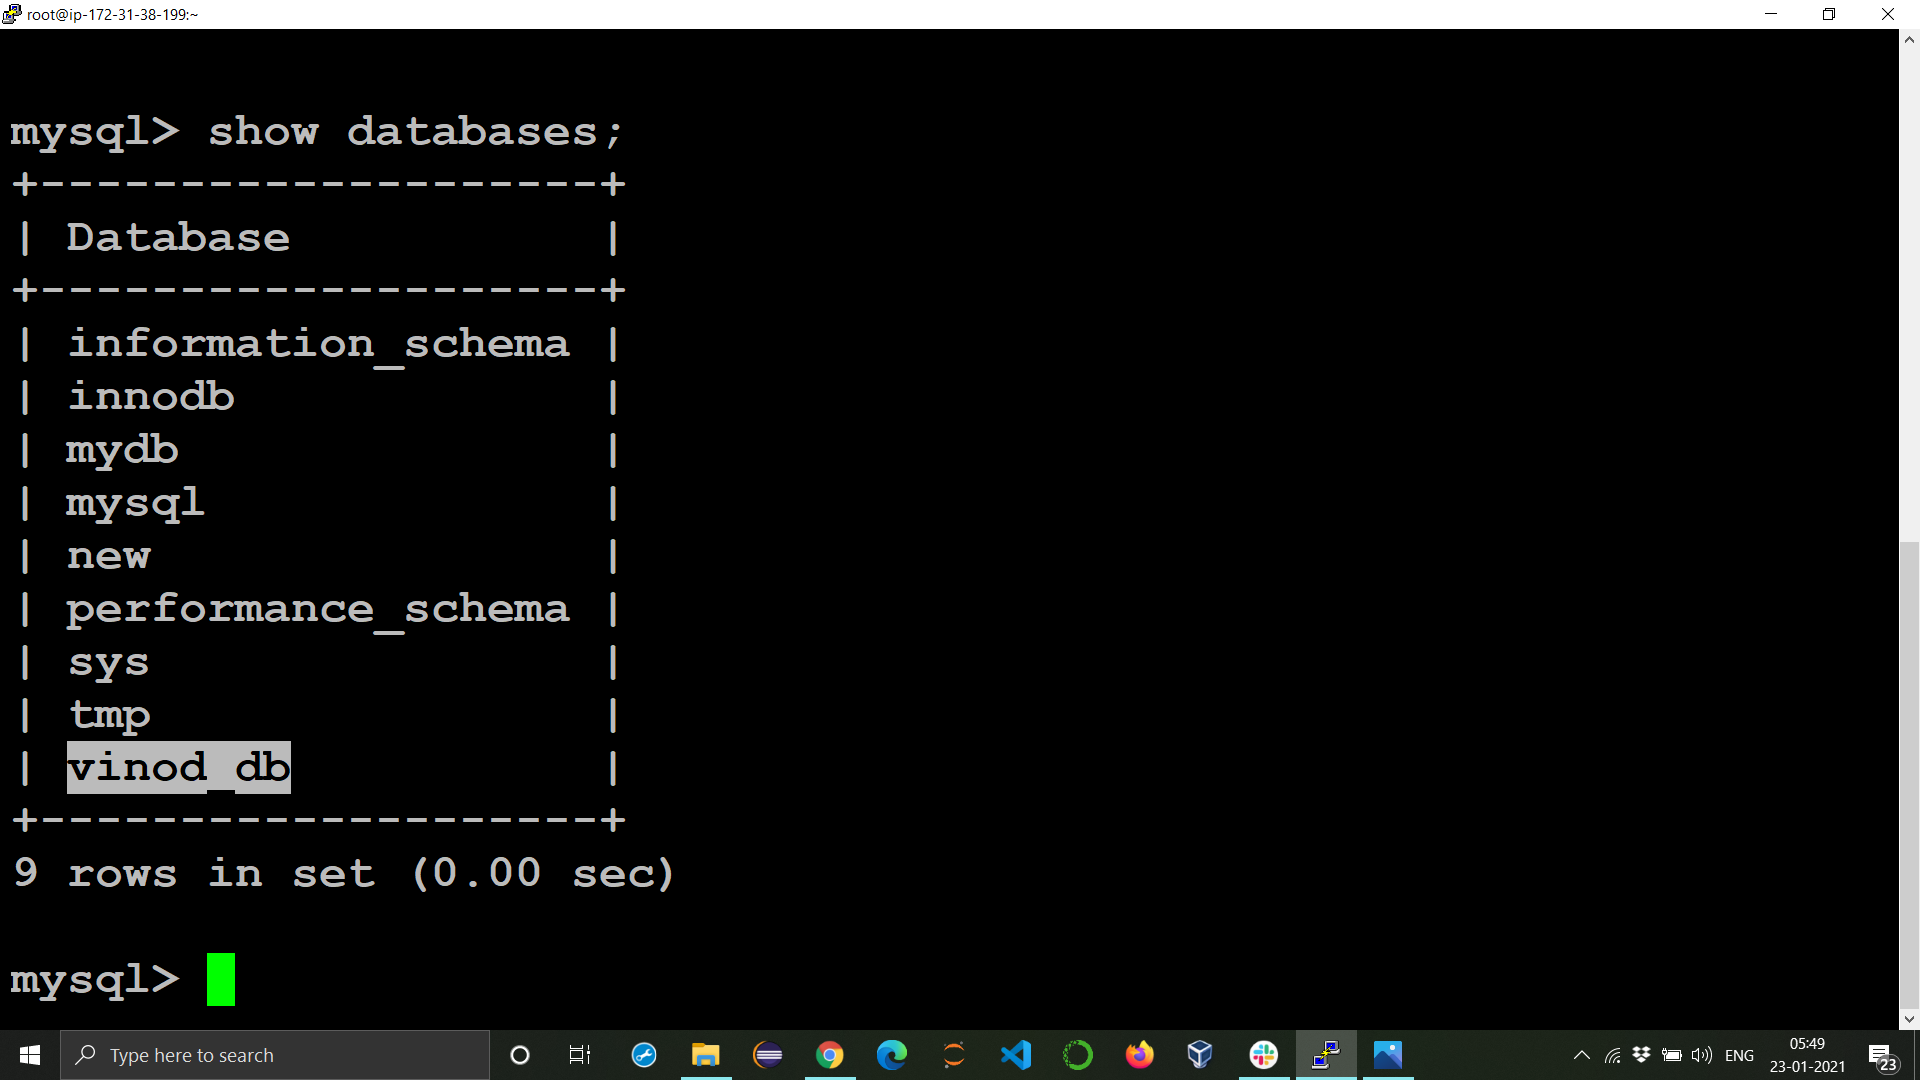 root@ip-172-31-38-199:~
mysql> show databases;
+--------------------+
| Database           |
+--------------------+
| information_schema |
| innodb             |
| mydb               |
| mysql              |
| new                |
| performance_schema |
| sys                |
| tmp                |
| vinod_db           |
+--------------------+
9 rows in set (0.00 sec)
mysql>
Type here to search
ENG
05:49
23-01-2021
23